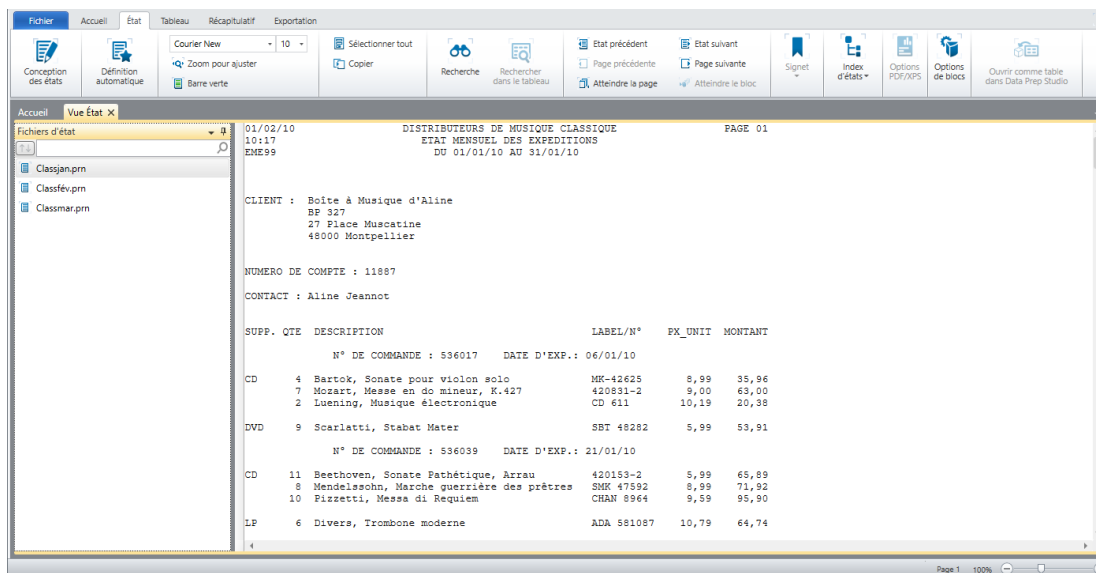 Fichier Accueil État Tableau Récapitulatif Exportation
Conception des états
Définition automatique
Courier New 10
Zoom pour ajuster
Barre verte
Sélectionner tout
Copier
Recherche
Rechercher dans le tableau
Etat précédent
Page précédente
Atteindre la page
Etat suivant
Page suivante
Atteindre le bloc
Signet
Index d'états
Options PDF/XPS
Options de blocs
Ouvrir comme table dans Data Prep Studio
Accueil Vue État
Fichiers d'état
Classjan.prn
Classfév.prn
Classmar.prn
01/02/10 DISTRIBUTEURS DE MUSIQUE CLASSIQUE PAGE 01
10:17 ETAT MENSUEL DES EXPEDITIONS
EME99 DU 01/01/10 AU 31/01/10
CLIENT : Boîte à Musique d'Aline
BP 327
27 Place Muscatine
48000 Montpellier
NUMERO DE COMPTE : 11887
CONTACT : Aline Jeannot
SUPP. QTE DESCRIPTION LABEL/N° PX_UNIT MONTANT
N° DE COMMANDE : 536017 DATE D'EXP.: 06/01/10
CD 4 Bartok, Sonate pour violon solo MK-42625 8,99 35,96
7 Mozart, Messe en do mineur, K.427 420831-2 9,00 63,00
2 Luening, Musique électronique CD 611 10,19 20,38
DVD 9 Scarlatti, Stabat Mater SBT 48282 5,99 53,91
N° DE COMMANDE : 536039 DATE D'EXP.: 21/01/10
CD 11 Beethoven, Sonate Pathétique, Arrau 420153-2 5,99 65,89
8 Mendelssohn, Marche guerrière des prêtres SMK 47592 8,99 71,92
10 Pizzetti, Messa di Requiem CHAN 8964 9,59 95,90
LP 6 Divers, Trombone moderne ADA 581087 10,79 64,74
Page 1 100%